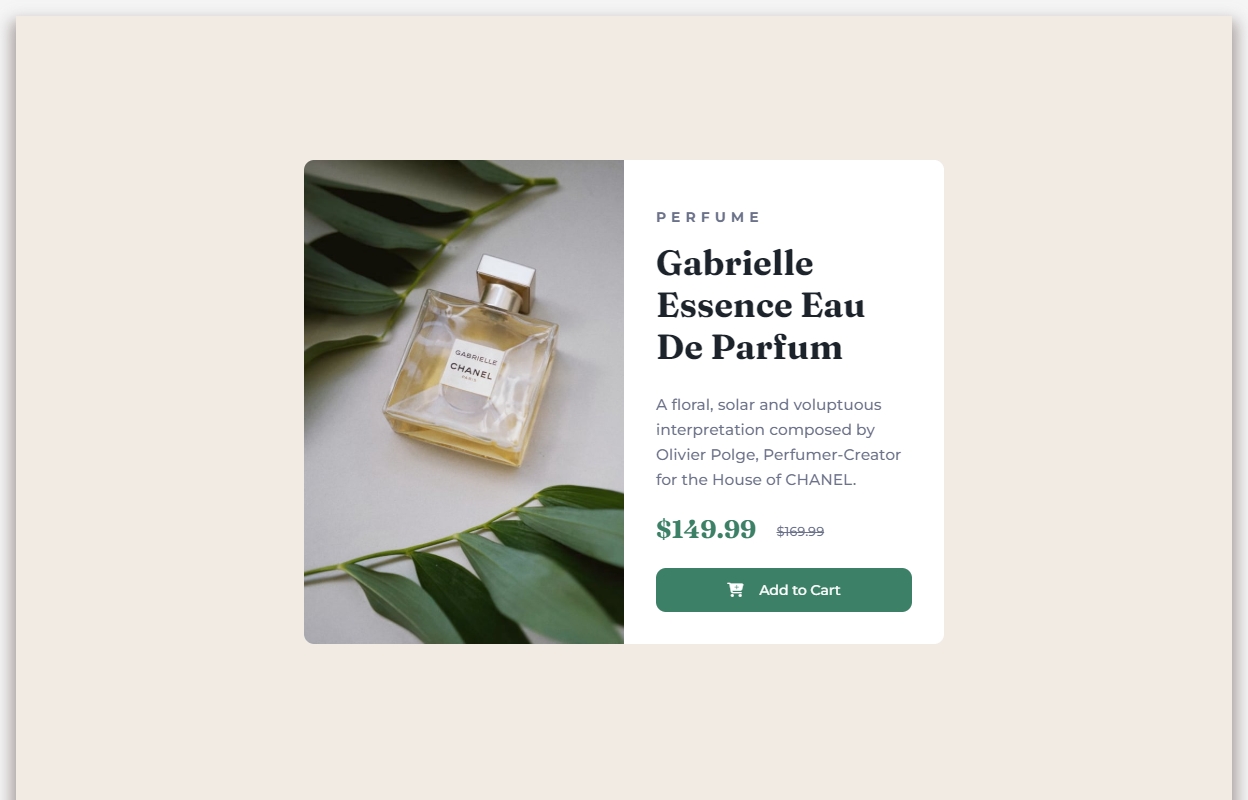 GABRIELLE
CHANEL
PARIS
PERFUME
Gabrielle
Essence Eau
De Parfum
A floral, solar and voluptuous
interpretation composed by
Olivier Polge, Perfumer-Creator
for the House of CHANEL.
$149.99 $169.99
Add to Cart